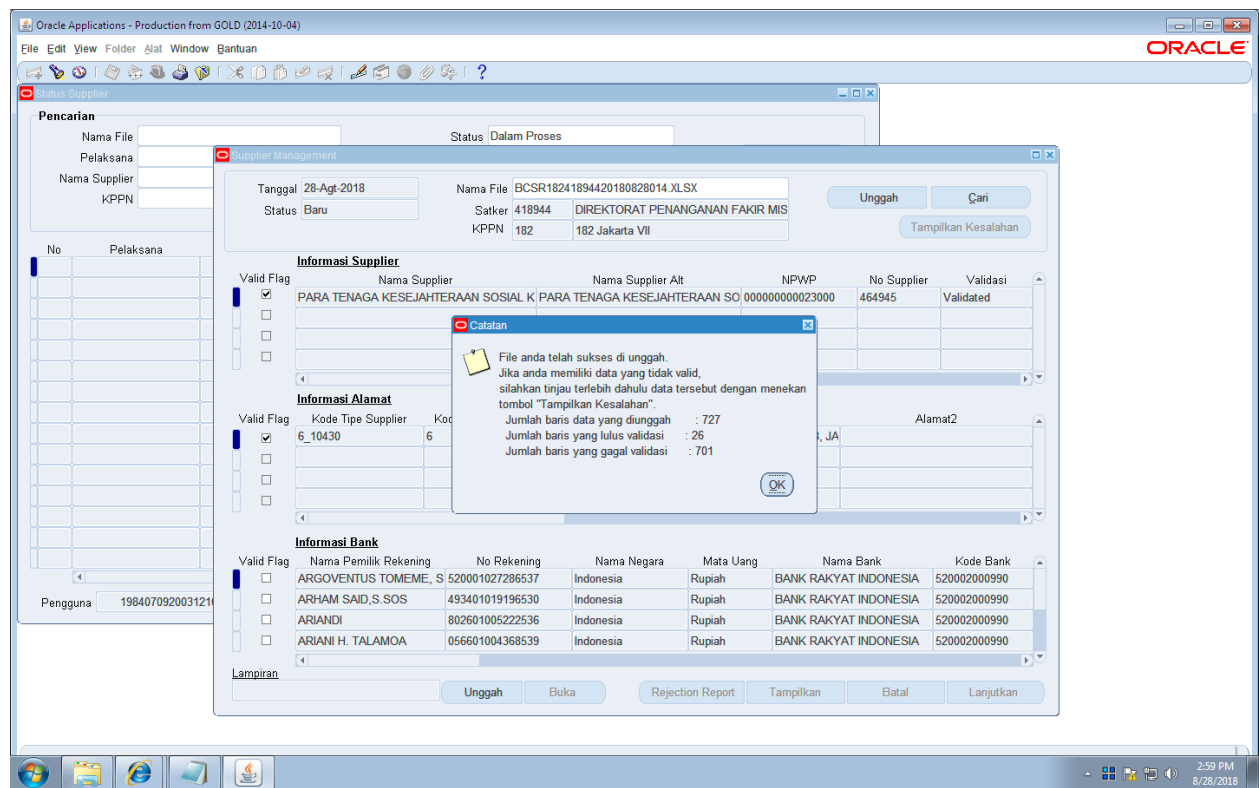 Oracle Applications - Production from GOLD (2014-10-04)
File Edit View Folder Alat Window Bantuan
ORACLE
Status Supplier
Pencarian
Nama File
Status Dalam Proses
Pelaksana
Nama Supplier
KPPN
No Pelaksana
Pengguna
Supplier Management
Tanggal 28-Agt-2018 Nama File BCSR18241894420180828014.XLSX Unggah Cari
Status Baru Satker 418944 DIREKTORAT PENANGANAN FAKIR MIS
KPPN 182 182 Jakarta VII Tampilkan Kesalahan
Informasi Supplier
Valid Flag Nama Supplier Nama Supplier Alt NPWP No Supplier Validasi
PARA TENAGA KESEJAHTERAAN SOSIAL K PARA TENAGA KESEJAHTERAAN SO 000000000023000 464945 Validated
Catatan
File anda telah sukses di unggah.
Jika anda memiliki data yang tidak valid,
silahkan tinjau terlebih dahulu data tersebut dengan menekan
tombol "Tampilkan Kesalahan".
Jumlah baris data yang diunggah : 727
Jumlah baris yang lulus validasi : 26
Jumlah baris yang gagal validasi : 701
OK
Informasi Alamat
Valid Flag Kode Tipe Supplier Alamat2
6_10430 6 , JA
Informasi Bank
Valid Flag Nama Pemilik Rekening No Rekening Nama Negara Mata Uang Nama Bank Kode Bank
ARGOVENTUS TOMEME, S 520001027286537 Indonesia Rupiah BANK RAKYAT INDONESIA 520002000990
ARHAM SAID,S.SOS 493401019196530 Indonesia Rupiah BANK RAKYAT INDONESIA 520002000990
ARIANDI 802601005222536 Indonesia Rupiah BANK RAKYAT INDONESIA 520002000990
ARIANI H. TALAMOA 056601004368539 Indonesia Rupiah BANK RAKYAT INDONESIA 520002000990
Lampiran
Unggah Buka Rejection Report Tampilkan Batal Lanjutkan
2:59 PM
8/28/2018